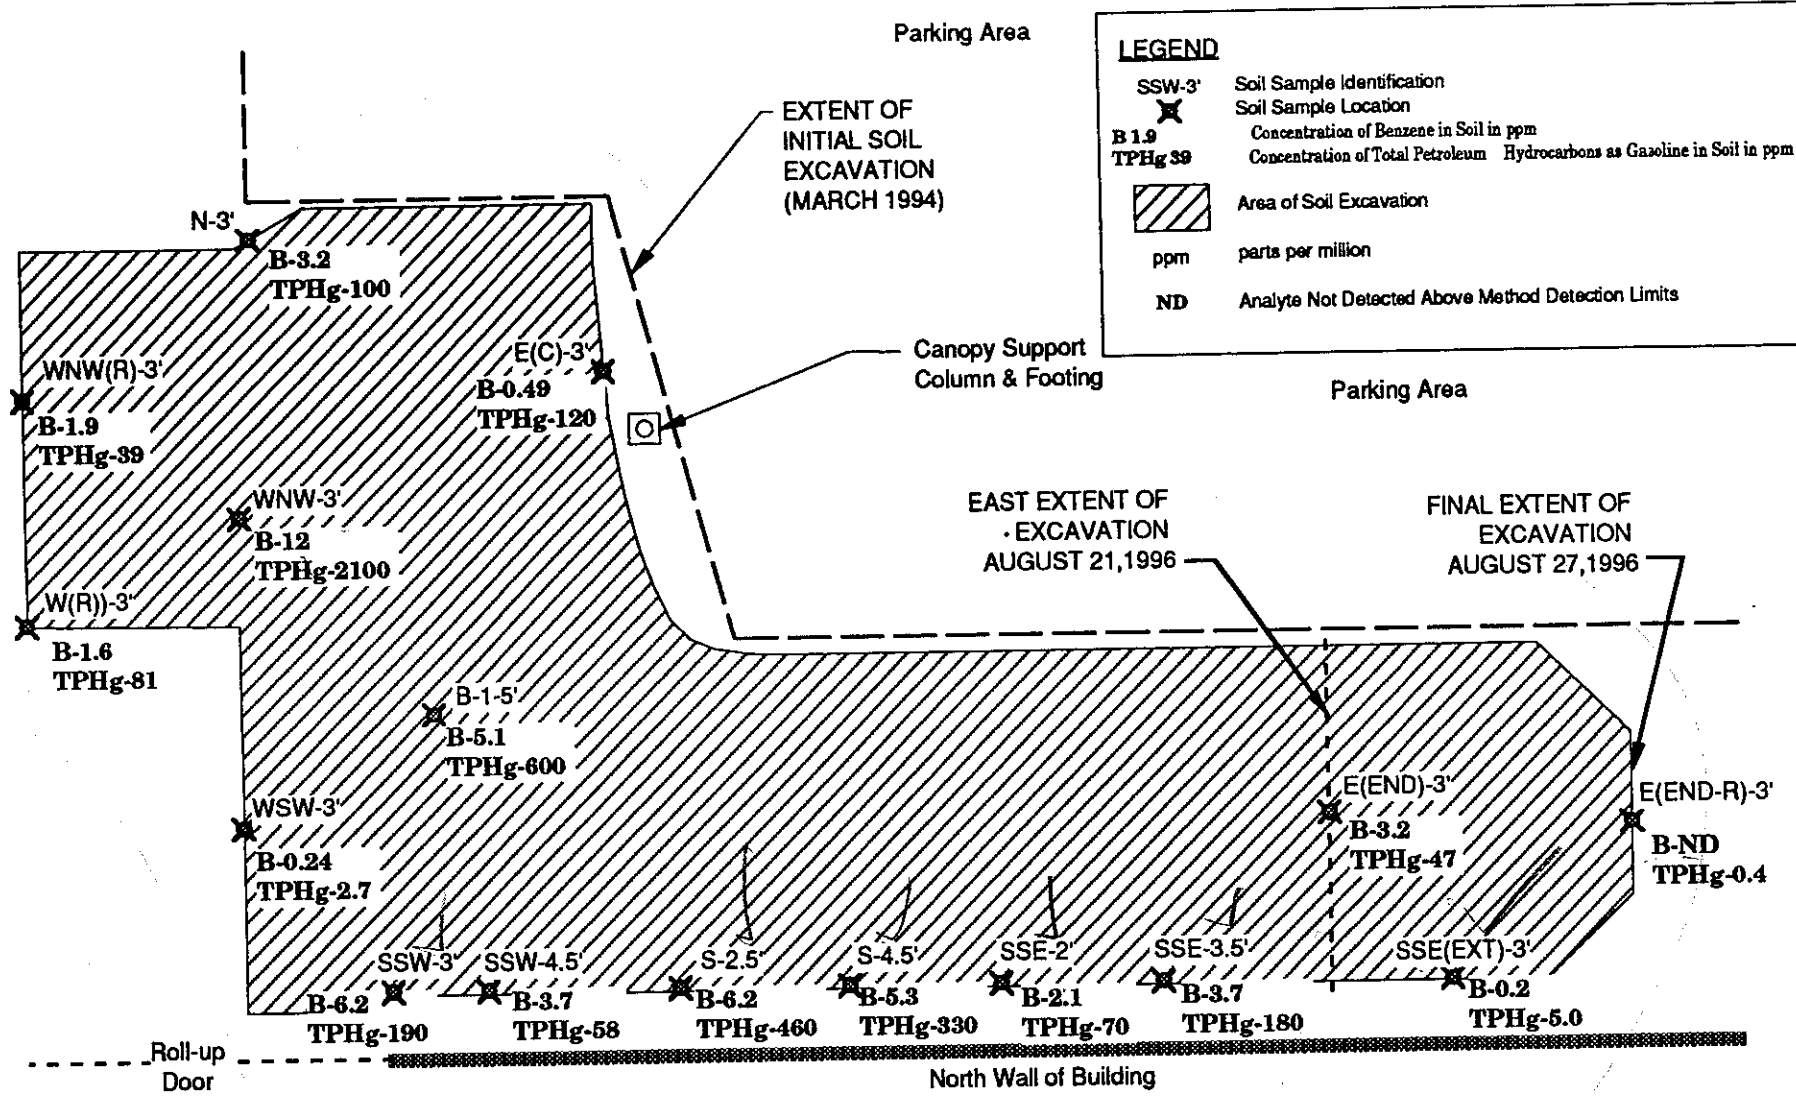 Parking Area
LEGEND
SSW-3' Soil Sample Identification
Soil Sample Location
B 1.9 Concentration of Benzene in Soil in ppm
TPHg 39 Concentration of Total Petroleum Hydrocarbons as Gasoline in Soil in ppm
Area of Soil Excavation
ppm parts per million
ND Analyte Not Detected Above Method Detection Limits
EXTENT OF
INITIAL SOIL
EXCAVATION
(MARCH 1994)
N-3'
B-3.2
TPHg-100
E(C)-3'
B-0.49
TPHg-120
Canopy Support
Column & Footing
Parking Area
WNW(R)-3'
B-1.9
TPHg-39
WNW-3'
B-12
TPHg-2100
EAST EXTENT OF
EXCAVATION
AUGUST 21,1996
FINAL EXTENT OF
EXCAVATION
AUGUST 27,1996
W(R))-3'
B-1.6
TPHg-81
B-1-5'
B-5.1
TPHg-600
WSW-3'
B-0.24
TPHg-2.7
E(END)-3'
B-3.2
TPHg-47
E(END-R)-3'
B-ND
TPHg-0.4
SSW-3'
B-6.2
TPHg-190
SSW-4.5'
B-3.7
TPHg-58
S-2.5'
B-6.2
TPHg-460
S-4.5'
B-5.3
TPHg-330
SSE-2'
B-2.1
TPHg-70
SSE-3.5'
B-3.7
TPHg-180
SSE(EXT)-3'
B-0.2
TPHg-5.0
Roll-up
Door
North Wall of Building